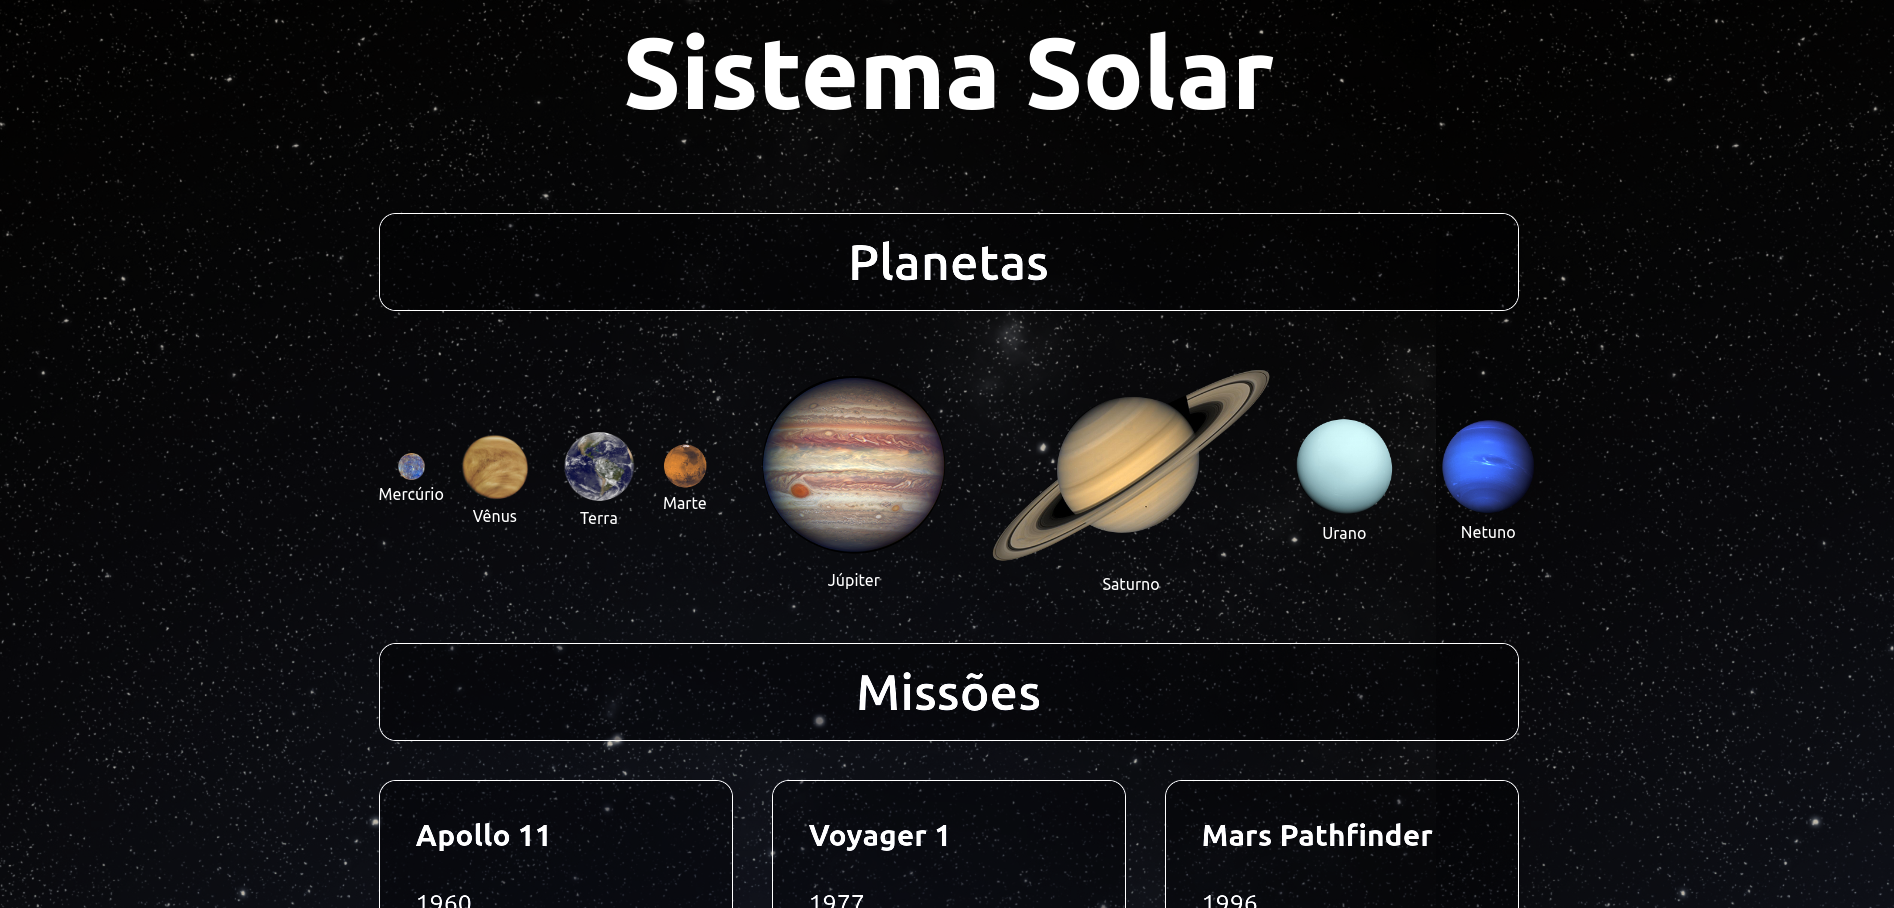 Sistema Solar
Planetas
Mercúrio
Vênus
Terra
Marte
Júpiter
Saturno
Urano
Netuno
Missões
Apollo 11
Voyager 1
Mars Pathfinder
1960
1977
1996